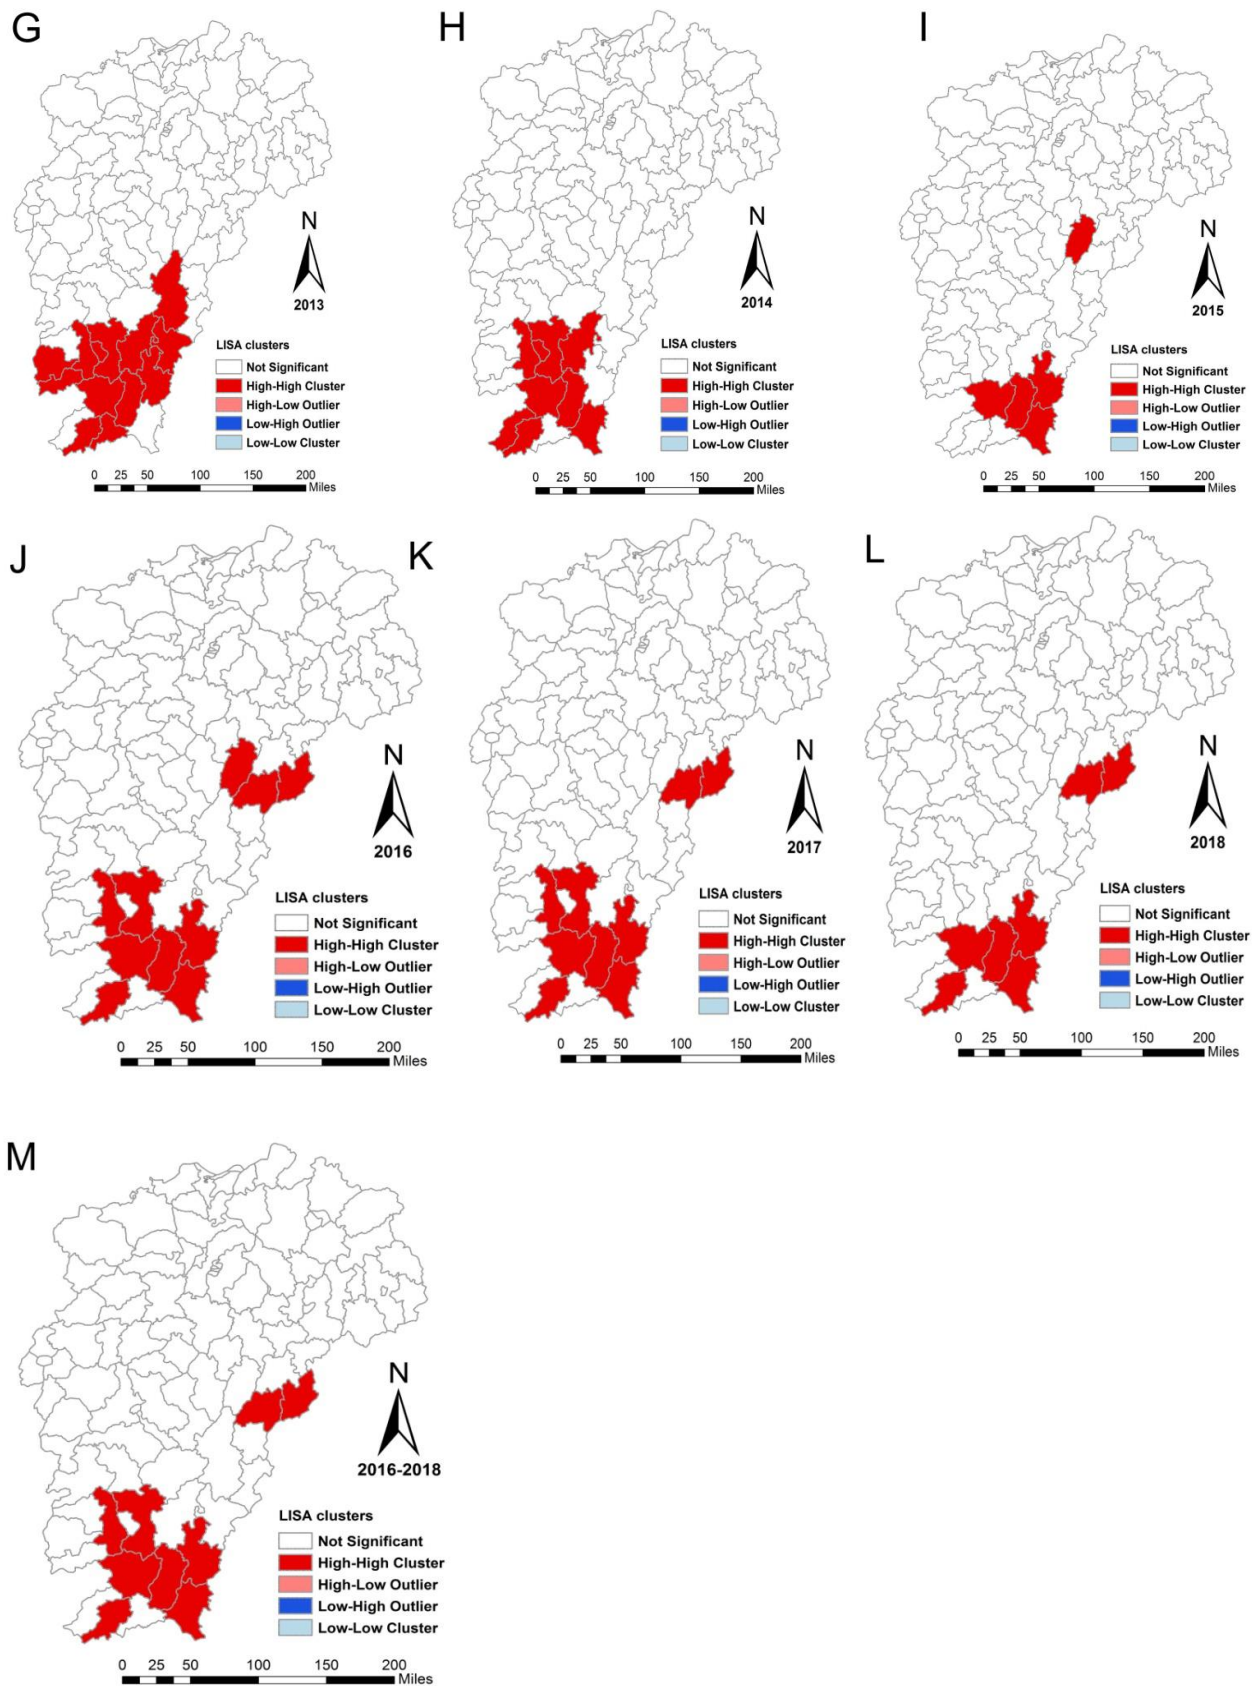 G
N
2013
LISA clusters
Not Significant
High-High Cluster
High-Low Outlier
Low-High Outlier
Low-Low Cluster
0 25 50 100 150 200
Miles
H
N
2014
LISA clusters
Not Significant
High-High Cluster
High-Low Outlier
Low-High Outlier
Low-Low Cluster
0 25 50 100 150 200
Miles
I
N
2015
LISA clusters
Not Significant
High-High Cluster
High-Low Outlier
Low-High Outlier
Low-Low Cluster
0 25 50 100 150 200
Miles
J
N
2016
LISA clusters
Not Significant
High-High Cluster
High-Low Outlier
Low-High Outlier
Low-Low Cluster
0 25 50 100 150 200
Miles
K
N
2017
LISA clusters
Not Significant
High-High Cluster
High-Low Outlier
Low-High Outlier
Low-Low Cluster
0 25 50 100 150 200
Miles
L
N
2018
LISA clusters
Not Significant
High-High Cluster
High-Low Outlier
Low-High Outlier
Low-Low Cluster
0 25 50 100 150 200
Miles
M
N
2016-2018
LISA clusters
Not Significant
High-High Cluster
High-Low Outlier
Low-High Outlier
Low-Low Cluster
0 25 50 100 150 200
Miles